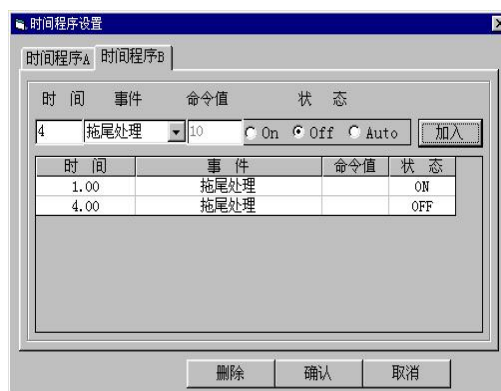 时间程序设置
时间程序A 时间程序B
时 间 事件 命令值 状 态
4 拖尾处理 10 On Off Auto 加入
时 间 事 件 命令值 状 态
1.00 拖尾处理 ON
4.00 拖尾处理 OFF
删除 确认 取消